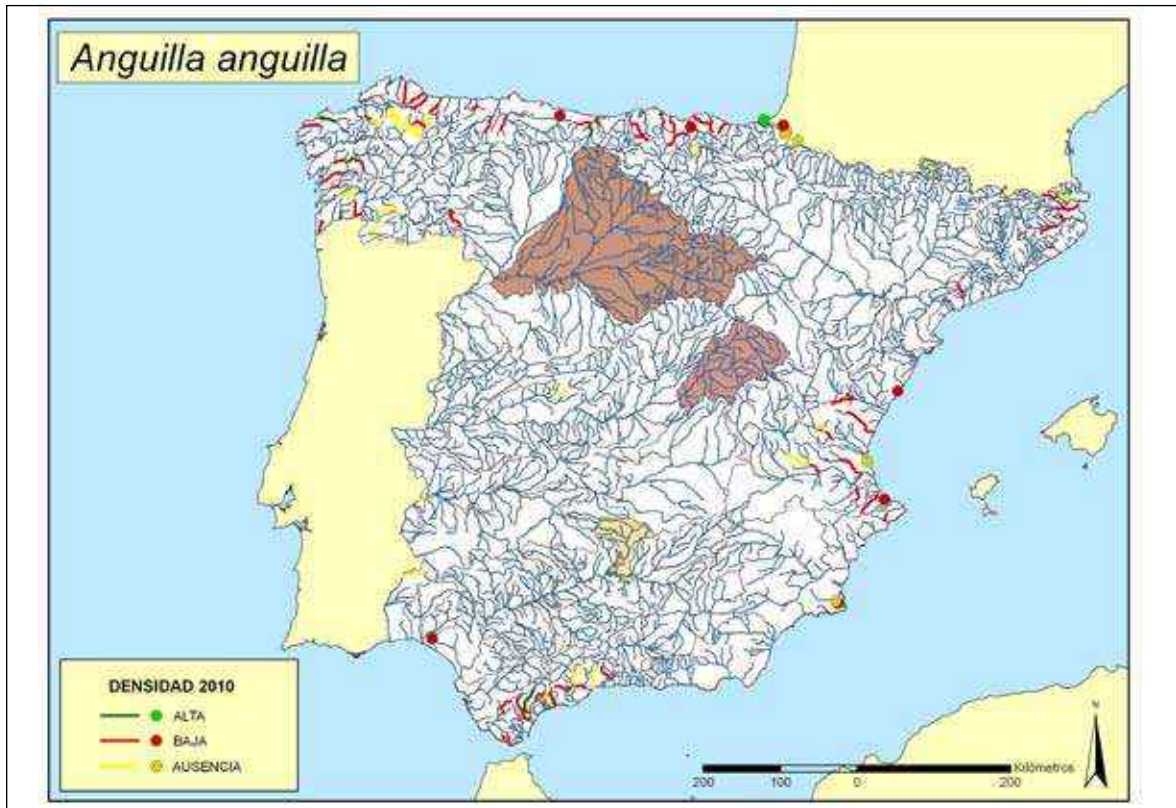 Anguilla anguilla
DENSIDAD 2010
ALTA
BAJA
AUSENCIA
N
Kilómetros
200 100 0 200